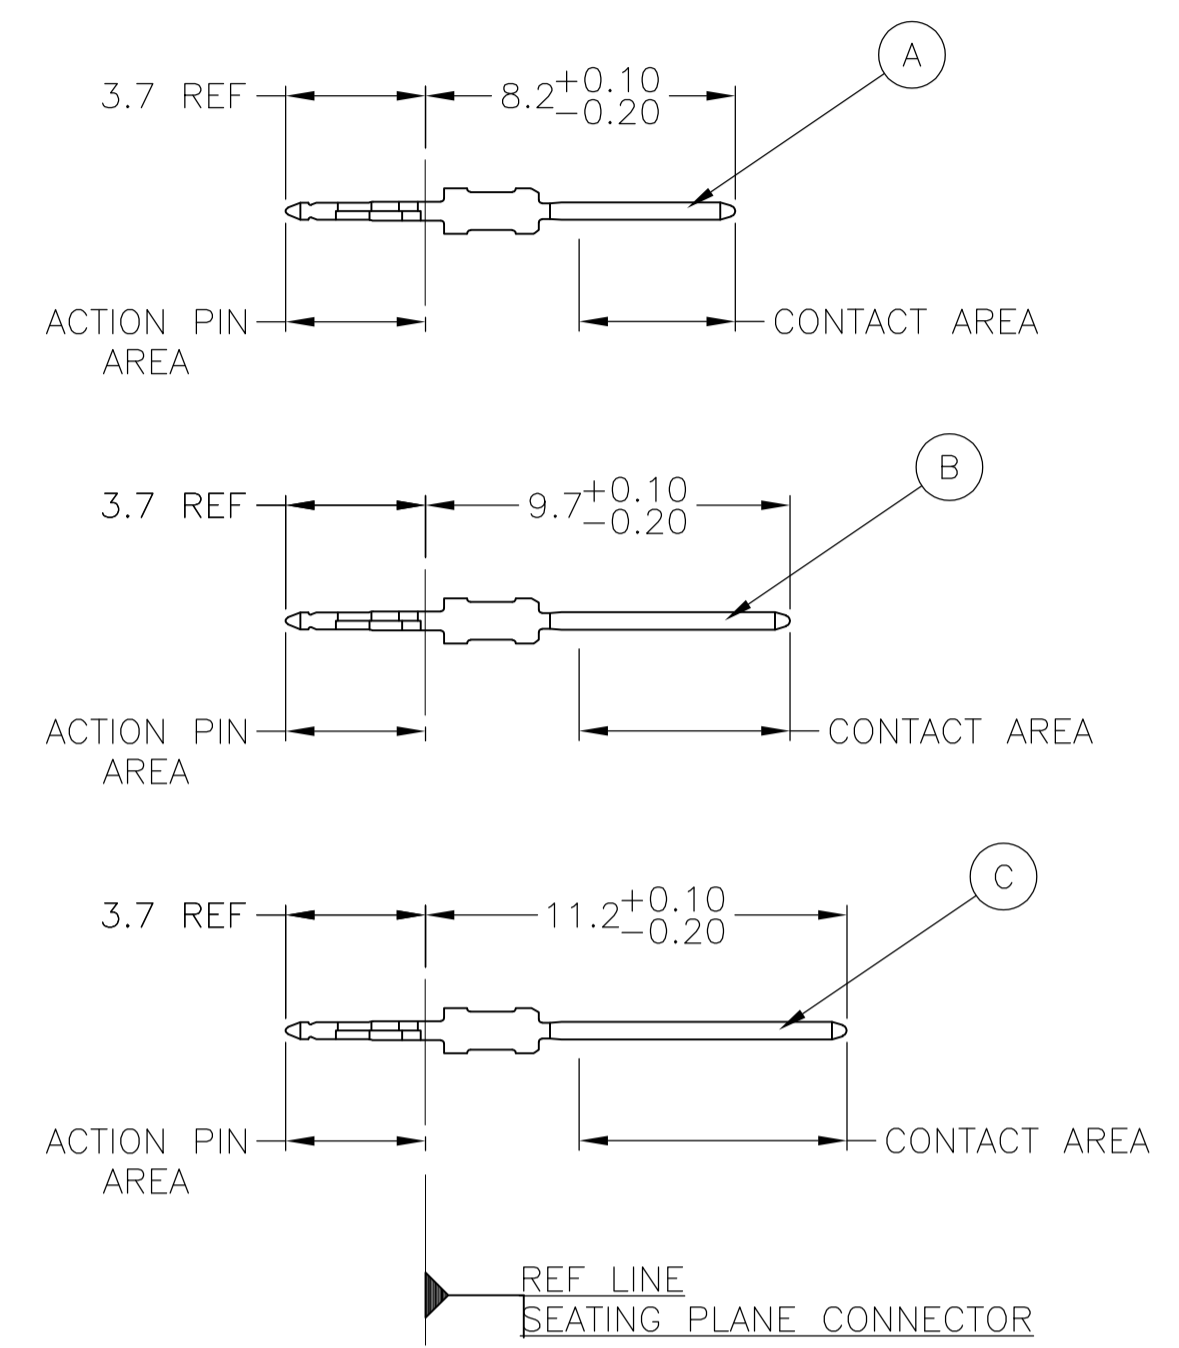 A
3.7 REF
8.2 +0.10
-0.20
ACTION PIN
AREA
CONTACT AREA
B
3.7 REF
9.7 +0.10
-0.20
ACTION PIN
AREA
CONTACT AREA
C
3.7 REF
11.2 +0.10
-0.20
ACTION PIN
AREA
CONTACT AREA
REF LINE
SEATING PLANE CONNECTOR